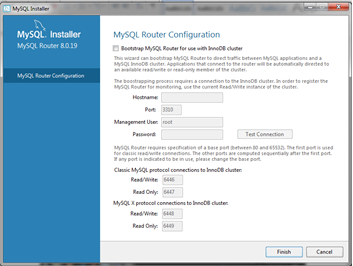 MySQL Installer
MySQL. Installer
MySQL Router 8.0.19
MySQL Router Configuration
MySQL Router Configuration
Bootstrap MySQL Router for use with InnoDB cluster
This wizard can bootstrap MySQL Router to direct traffic between MySQL applications and a
MySQL InnoDB cluster. Applications that connect to the router will be automatically directed to
an available read/write or read-only member of the cluster.
The bootstrapping process requires a connection to the InnoDB cluster. In order to register the
MySQL Router for monitoring, use the current Read/Write instance of the cluster.
Hostname:
Port: 3310
Management User: root
Password:
Test Connection
MySQL Router requires specification of a base port (between 80 and 65532). The first port is used
for classic read/write connections. The other ports are computed sequentially after the first port.
If any port is indicated to be in use, please change the base port.
Classic MySQL protocol connections to InnoDB cluster:
Read/Write: 6446
Read Only: 6447
MySQL X protocol connections to InnoDB cluster:
Read/Write: 6448
Read Only: 6449
Finish
Cancel